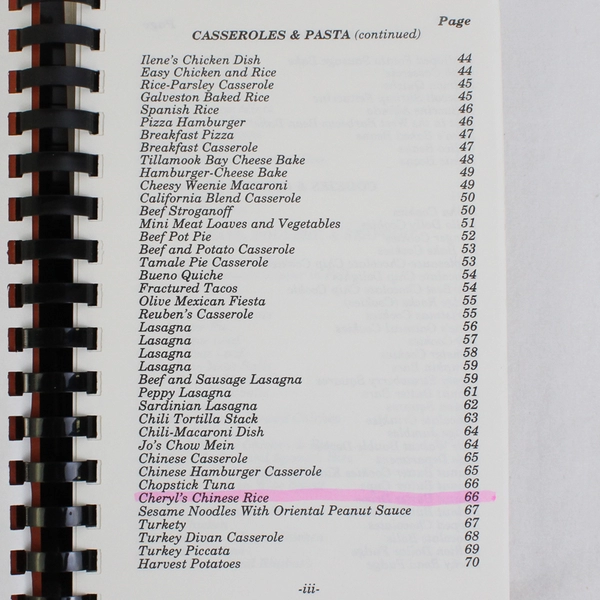 Page
CASSEROLES & PASTA (continued)
Ilene's Chicken Dish 44
Easy Chicken and Rice 44
Rice-Parsley Casserole 45
Galveston Baked Rice 45
Spanish Rice 46
Pizza Hamburger 46
Breakfast Pizza 47
Breakfast Casserole 47
Tillamook Bay Cheese Bake 48
Hamburger-Cheese Bake 49
Cheesy Weenie Macaroni 49
California Blend Casserole 50
Beef Stroganoff 50
Mini Meat Loaves and Vegetables 51
Beef Pot Pie 52
Beef and Potato Casserole 53
Tamale Pie Casserole 53
Bueno Quiche 54
Fractured Tacos 54
Olive Mexican Fiesta 55
Reuben's Casserole 55
Lasagna 56
Lasagna 57
Lasagna 58
Lasagna 59
Beef and Sausage Lasagna 59
Peppy Lasagna 61
Sardinian Lasagna 62
Chili Tortilla Stack 63
Chili-Macaroni Dish 64
Jo's Chow Mein 64
Chinese Casserole 65
Chinese Hamburger Casserole 65
Chopstick Tuna 66
Cheryl's Chinese Rice 66
Sesame Noodles With Oriental Peanut Sauce 67
Turkety 67
Turkey Divan Casserole 68
Turkey Piccata 69
Harvest Potatoes 70
-iii-